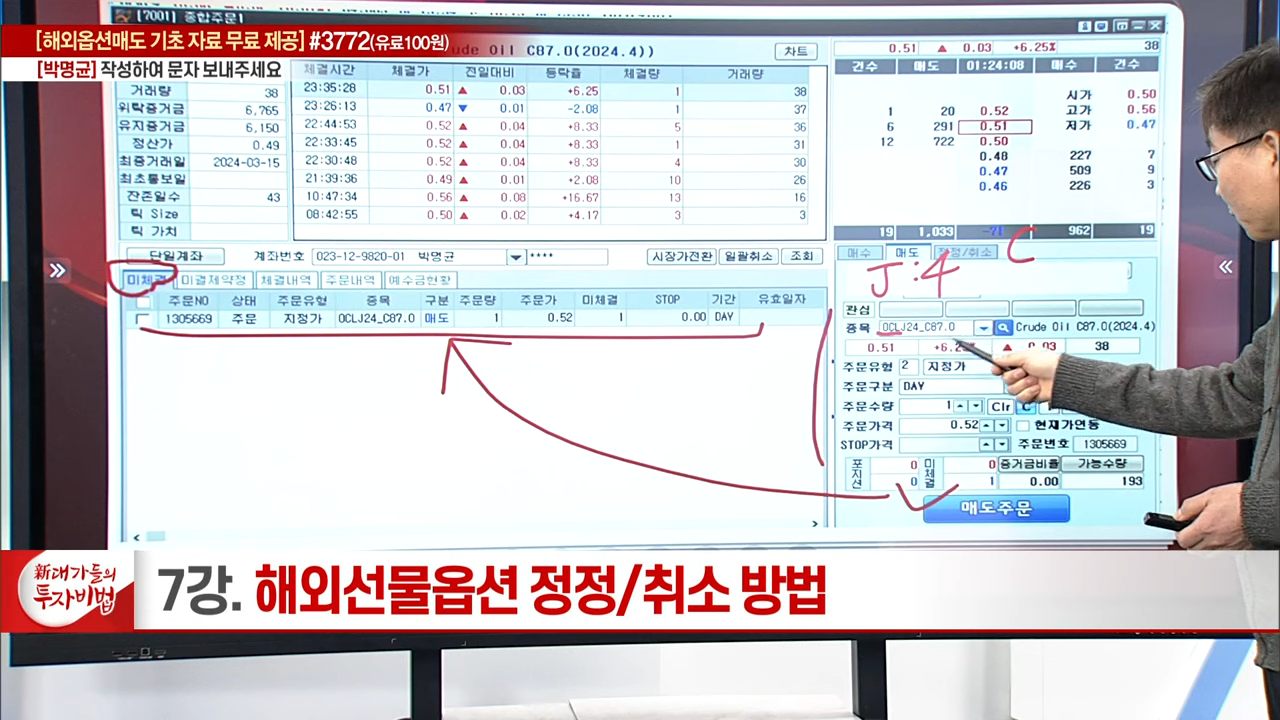 [7001] 종합주문1
[해외옵션매도 기초 자료 무료 제공] #3772(유료100원)
[박명균] 작성하여 문자 보내주세요
ude Oil C87.0(2024.4))
차트
0.51 ▲ 0.03 +6.25% 38
체결시간 체결가 전일대비 등락율 체결량 거래량
건수 매도 01:24:08 매수 건수
거래량 38
위탁증거금 6,765
유지증거금 6,150
정산가 0.49
최종거래일 2024-03-15
최초통보일
잔존일수 43
틱 Size
틱 가치
23:35:28 0.51 ▲ 0.03 +6.25 1 38
23:26:13 0.47 ▼ 0.01 -2.08 1 37
22:44:53 0.52 ▲ 0.04 +8.33 5 36
22:33:45 0.52 ▲ 0.04 +8.33 1 31
22:30:48 0.52 ▲ 0.04 +8.33 4 30
21:39:36 0.49 ▲ 0.01 +2.08 10 26
10:47:34 0.56 ▲ 0.08 +16.67 13 16
08:42:55 0.50 ▲ 0.02 +4.17 3 3
시가 0.50
1 20 0.52 고가 0.56
6 291 0.51 저가 0.47
12 722 0.50
0.48 227 7
0.47 509 9
0.46 226 3
19 1,033 -71 962 19
단일계좌 계좌번호 023-12-9820-01 박명균 **** 시장가전환 일괄취소 조회
미체결 미결제약정 체결내역 주문내역 예수금현황
주문NO 상태 주문유형 종목 구분 주문량 주문가 미체결 STOP 기간 유효일자
1305669 주문 지정가 OCLJ24_C87.0 매도 1 0.52 1 0.00 DAY
매수 매도 정정/취소
J:4 C
관심
종목 OCLJ24_C87.0 Crude Oil C87.0(2024.4)
0.51 +6.25% ▲ 0.03 38
주문유형 2 지정가
주문구분 DAY
주문수량 1 Clr C
주문가격 0.52 현재가연동
STOP가격 주문번호 1305669
포지션 0 0 미체결 0 1 증거금비율 0.00 가능수량 193
매도주문
新대가들의
투자비법
7강. 해외선물옵션 정정/취소 방법